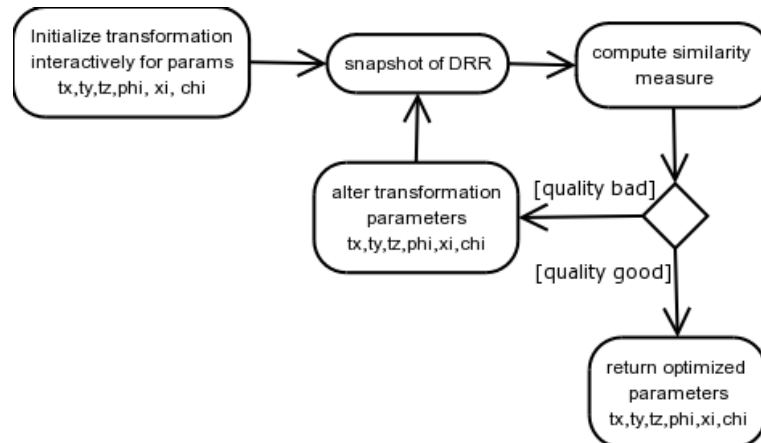 Initialize transformation
interactively for params
tx,ty,tz,phi, xi, chi
snapshot of DRR
compute similarity
measure
[quality bad]
alter transformation
parameters
tx,ty,tz,phi,xi,chi
[quality good]
return optimized
parameters
tx,ty,tz,phi,xi,chi